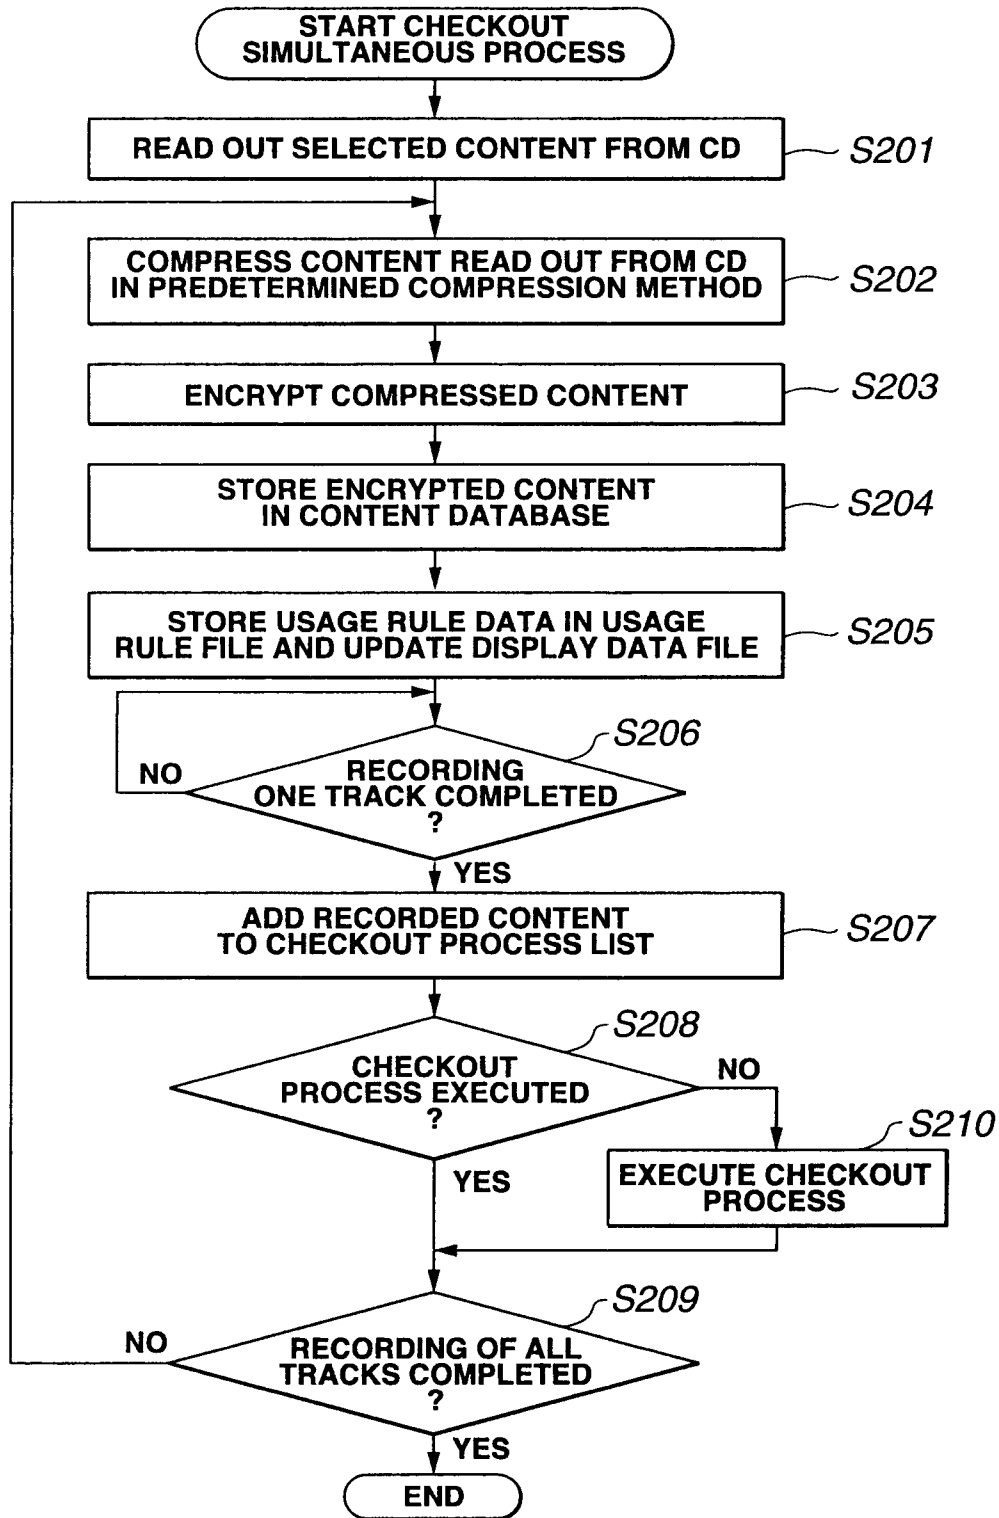 START CHECKOUT
SIMULTANEOUS PROCESS
READ OUT SELECTED CONTENT FROM CD
S201
COMPRESS CONTENT READ OUT FROM CD
IN PREDETERMINED COMPRESSION METHOD
S202
ENCRYPT COMPRESSED CONTENT
S203
STORE ENCRYPTED CONTENT
IN CONTENT DATABASE
S204
STORE USAGE RULE DATA IN USAGE
RULE FILE AND UPDATE DISPLAY DATA FILE
S205
S206
NO
RECORDING
ONE TRACK COMPLETED
?
YES
ADD RECORDED CONTENT
TO CHECKOUT PROCESS LIST
S207
S208
CHECKOUT
PROCESS EXECUTED
?
NO
YES
S210
EXECUTE CHECKOUT
PROCESS
S209
NO
RECORDING OF ALL
TRACKS COMPLETED
?
YES
END